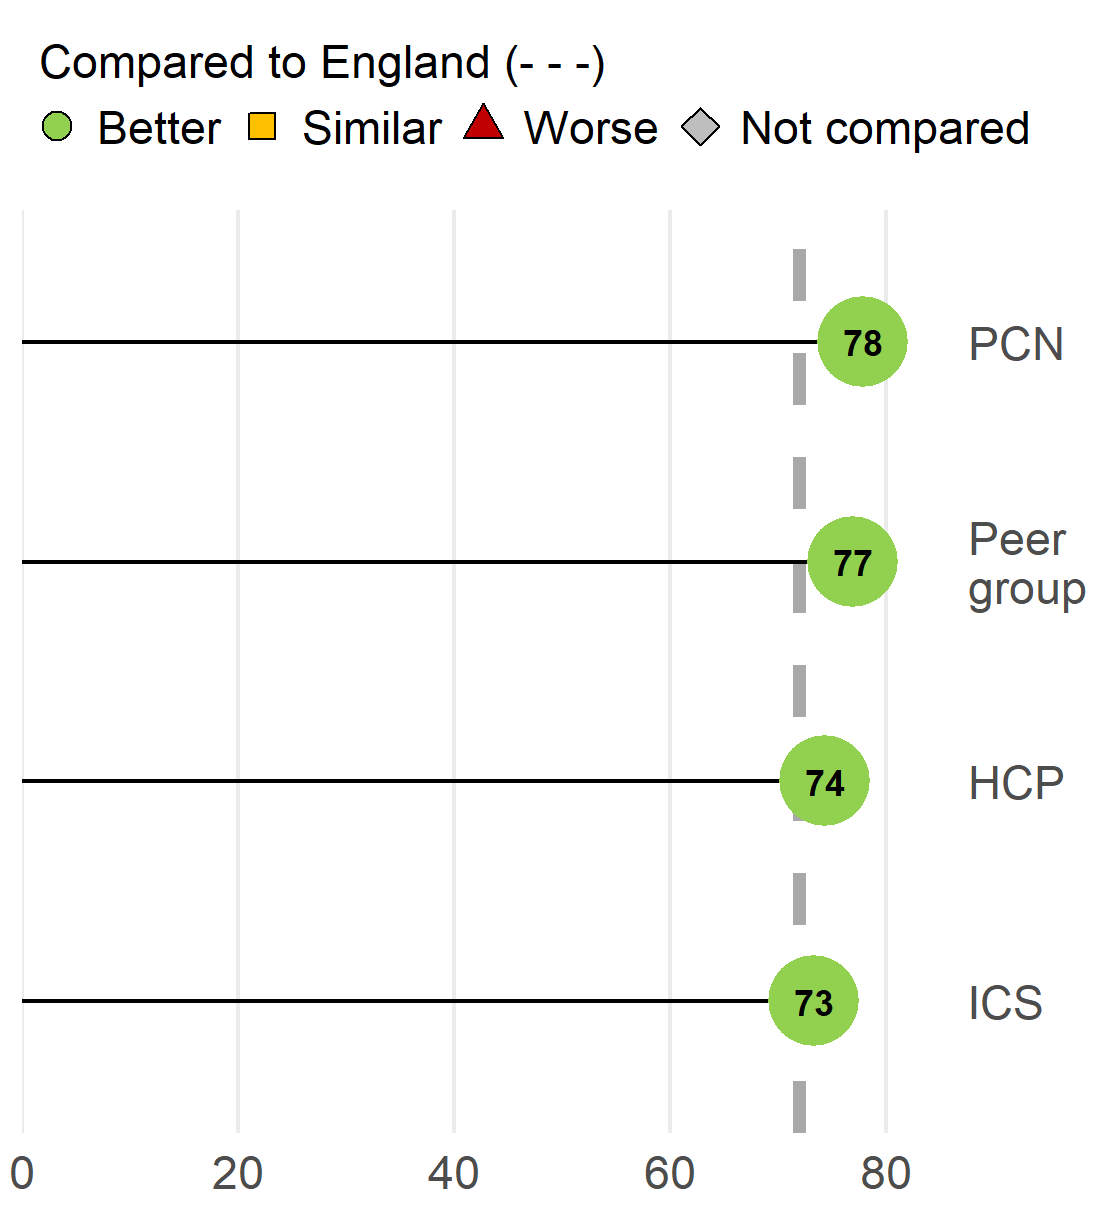 Compared to England (- - -)
Better Similar Worse Not compared
78 PCN
77 Peer
group
74 HCP
73 ICS
0 20 40 60 80